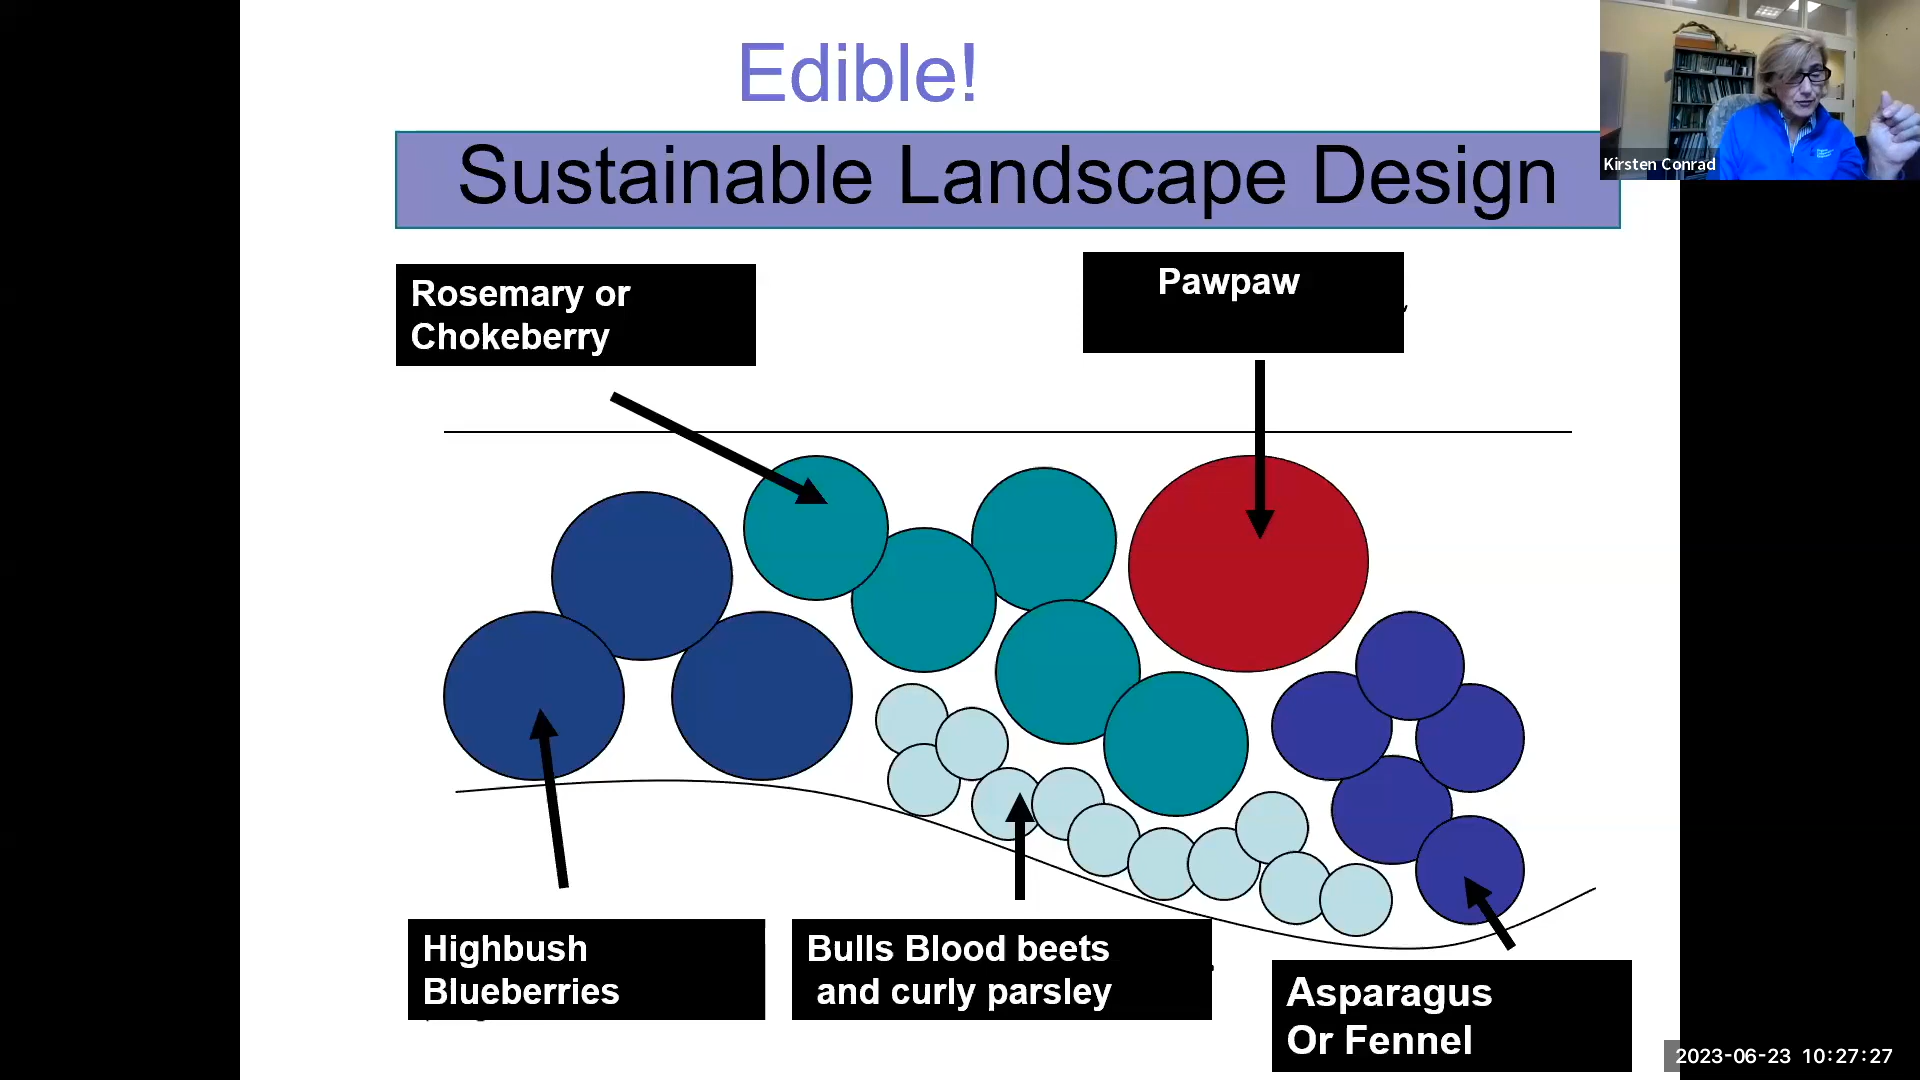 Edible!
Sustainable Landscape Design
Kirsten Conrad
Rosemary or
Chokeberry
Pawpaw
Highbush
Blueberries
Bulls Blood beets
and curly parsley
Asparagus
Or Fennel
2023-06-23 10:27:27